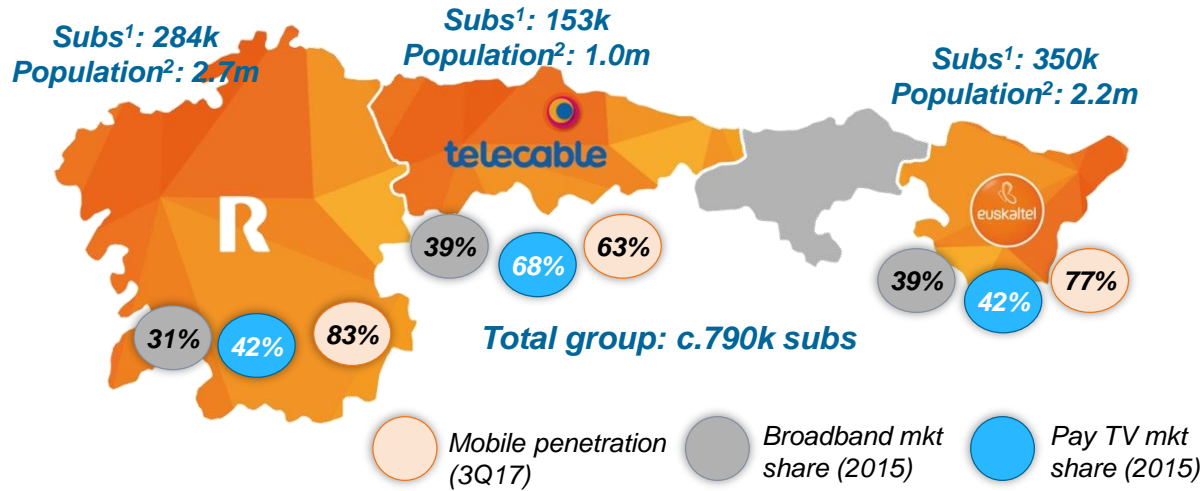 Subs¹: 284k
Population²: 2.7m
Subs¹: 153k
Population²: 1.0m
Subs¹: 350k
Population²: 2.2m
telecable
R
euskaltel
39%
68%
63%
39%
42%
77%
31%
42%
83%
Total group: c.790k subs
Mobile penetration
(3Q17)
Broadband mkt
share (2015)
Pay TV mkt
share (2015)